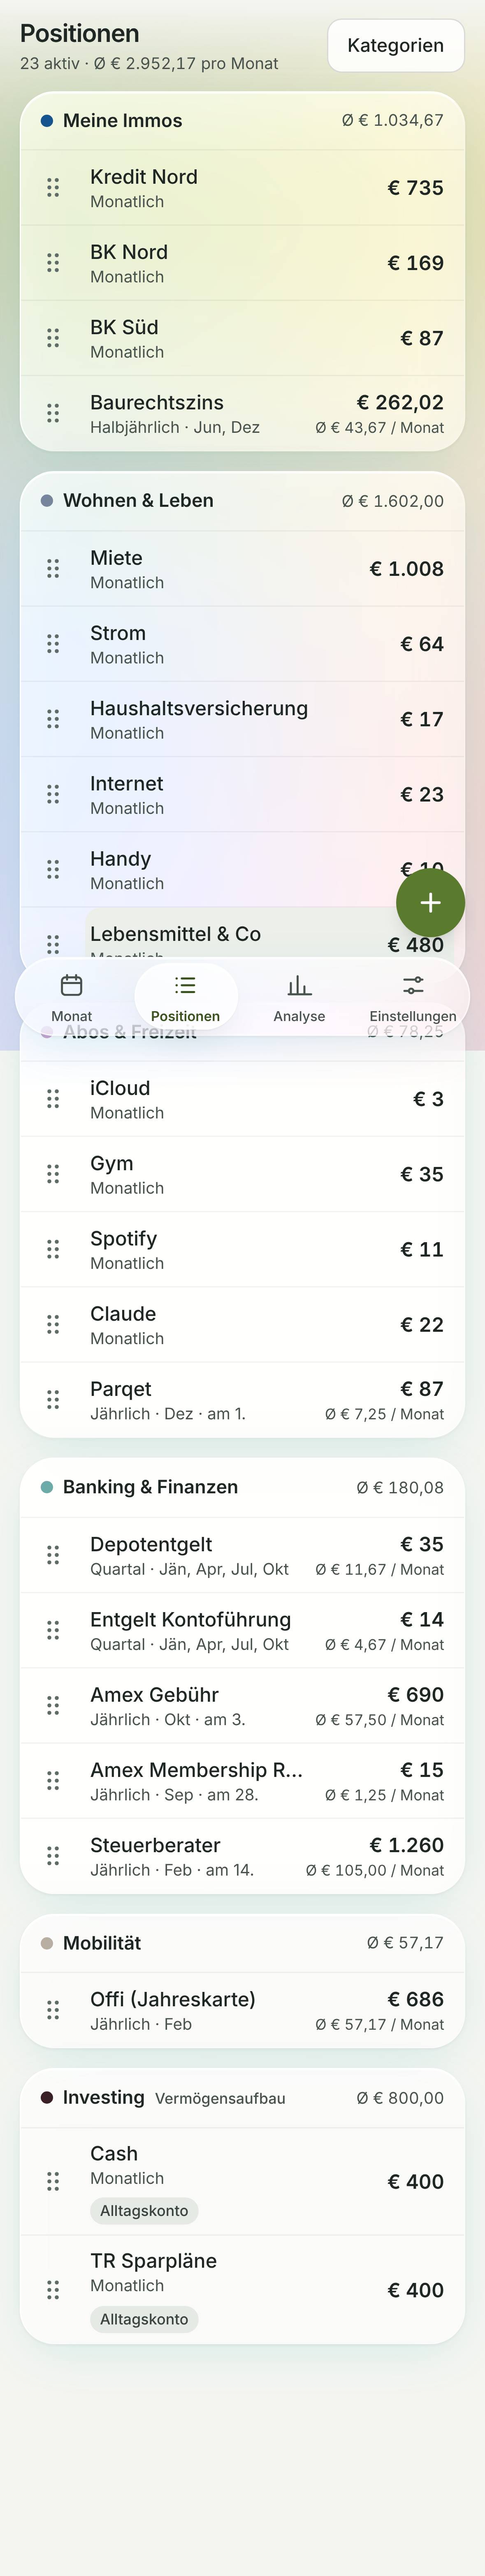 Positionen
23 aktiv · Ø € 2.952,17 pro Monat
Kategorien
Meine Immos Ø € 1.034,67
Kredit Nord
Monatlich
€ 735
BK Nord
Monatlich
€ 169
BK Süd
Monatlich
€ 87
Baurechtszins € 262,02
Halbjährlich · Jun, Dez Ø € 43,67 / Monat
Wohnen & Leben Ø € 1.602,00
Miete
Monatlich
€ 1.008
Strom
Monatlich
€ 64
Haushaltsversicherung
Monatlich
€ 17
Internet
Monatlich
€ 23
Handy
Monatlich
€ 10
Lebensmittel & Co
€ 480
Monat
Positionen
Analyse
Einstellungen
Abos & Freizeit Ø € 78,25
iCloud
Monatlich
€ 3
Gym
Monatlich
€ 35
Spotify
Monatlich
€ 11
Claude
Monatlich
€ 22
Parqet € 87
Jährlich · Dez · am 1. Ø € 7,25 / Monat
Banking & Finanzen Ø € 180,08
Depotentgelt € 35
Quartal · Jän, Apr, Jul, Okt Ø € 11,67 / Monat
Entgelt Kontoführung € 14
Quartal · Jän, Apr, Jul, Okt Ø € 4,67 / Monat
Amex Gebühr € 690
Jährlich · Okt · am 3. Ø € 57,50 / Monat
Amex Membership R... € 15
Jährlich · Sep · am 28. Ø € 1,25 / Monat
Steuerberater € 1.260
Jährlich · Feb · am 14. Ø € 105,00 / Monat
Mobilität Ø € 57,17
Offi (Jahreskarte) € 686
Jährlich · Feb Ø € 57,17 / Monat
Investing Vermögensaufbau Ø € 800,00
Cash
Monatlich
€ 400
Alltagskonto
TR Sparpläne
Monatlich
€ 400
Alltagskonto